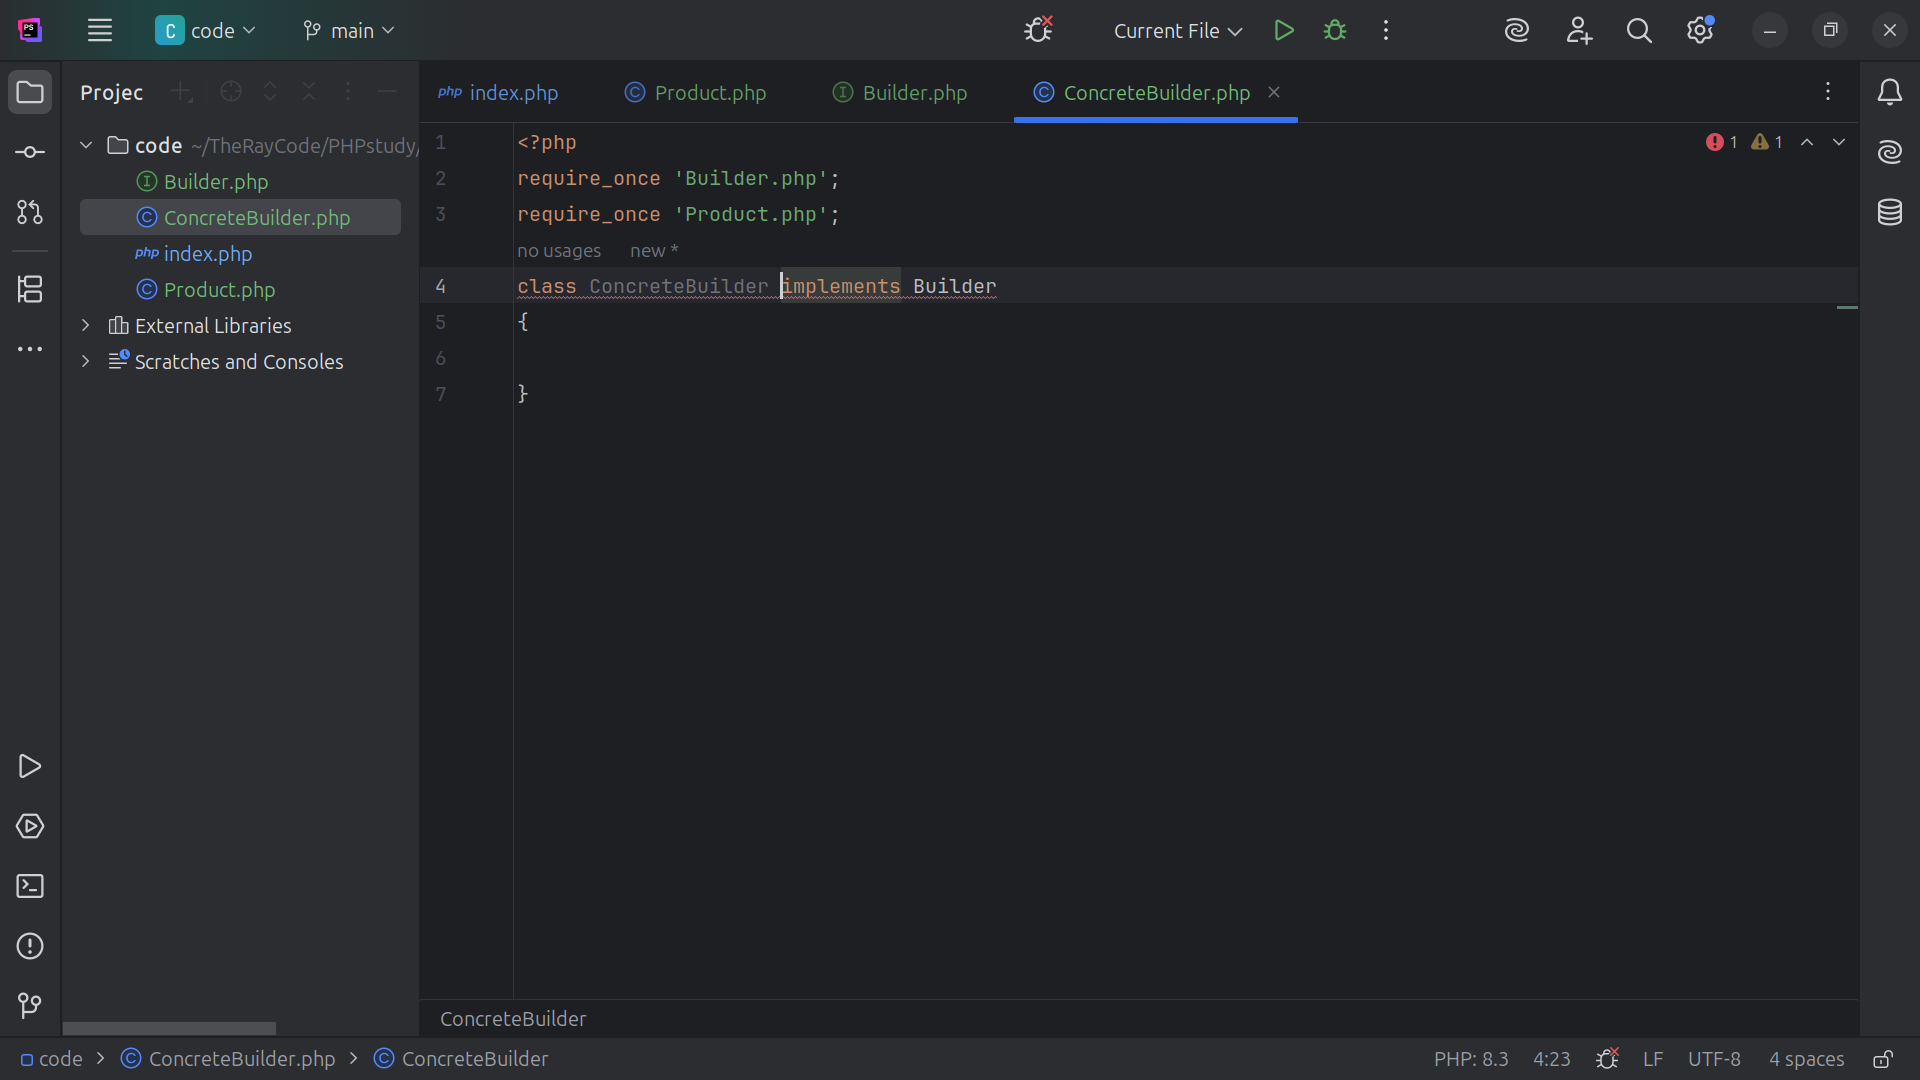 PS
C code
main
Current File
Projec
index.php
Product.php
Builder.php
ConcreteBuilder.php
code ~/TheRayCode/PHPstudy/
Builder.php
ConcreteBuilder.php
php index.php
Product.php
External Libraries
Scratches and Consoles
1 <?php
2 require_once 'Builder.php';
3 require_once 'Product.php';
no usages new *
4 class ConcreteBuilder implements Builder
5 {
6
7 }
1 1
ConcreteBuilder
code > ConcreteBuilder.php > ConcreteBuilder
PHP: 8.3 4:23 LF UTF-8 4 spaces